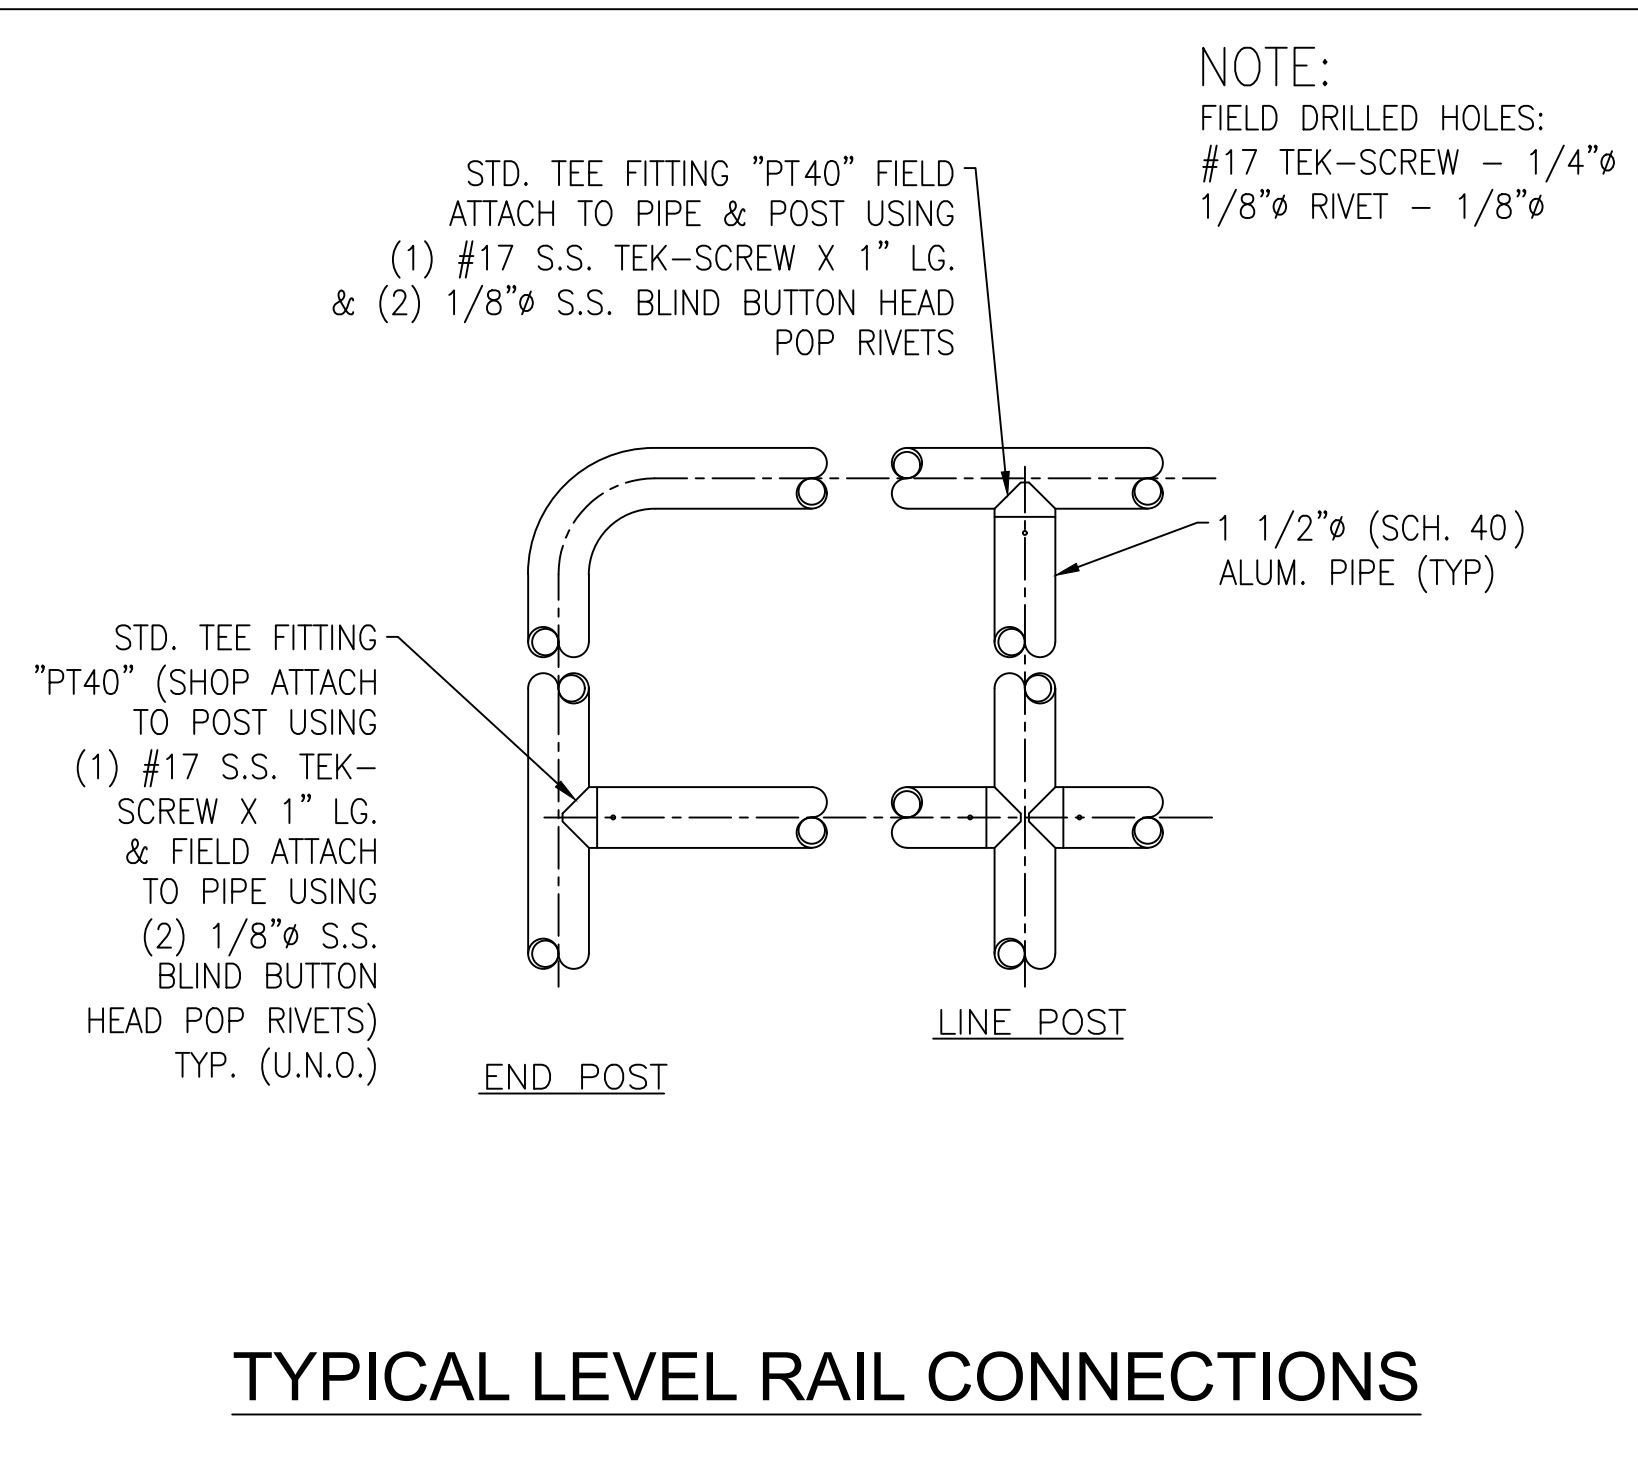 NOTE:
FIELD DRILLED HOLES:
#17 TEK-SCREW - 1/4"ø
1/8"ø RIVET - 1/8"ø
STD. TEE FITTING "PT40" FIELD
ATTACH TO PIPE & POST USING
(1) #17 S.S. TEK-SCREW X 1" LG.
& (2) 1/8"ø S.S. BLIND BUTTON HEAD
POP RIVETS
1 1/2"ø (SCH. 40)
ALUM. PIPE (TYP)
STD. TEE FITTING
"PT40" (SHOP ATTACH
TO POST USING
(1) #17 S.S. TEK-
SCREW X 1" LG.
& FIELD ATTACH
TO PIPE USING
(2) 1/8"ø S.S.
BLIND BUTTON
HEAD POP RIVETS)
TYP. (U.N.O.)
LINE POST
END POST
TYPICAL LEVEL RAIL CONNECTIONS